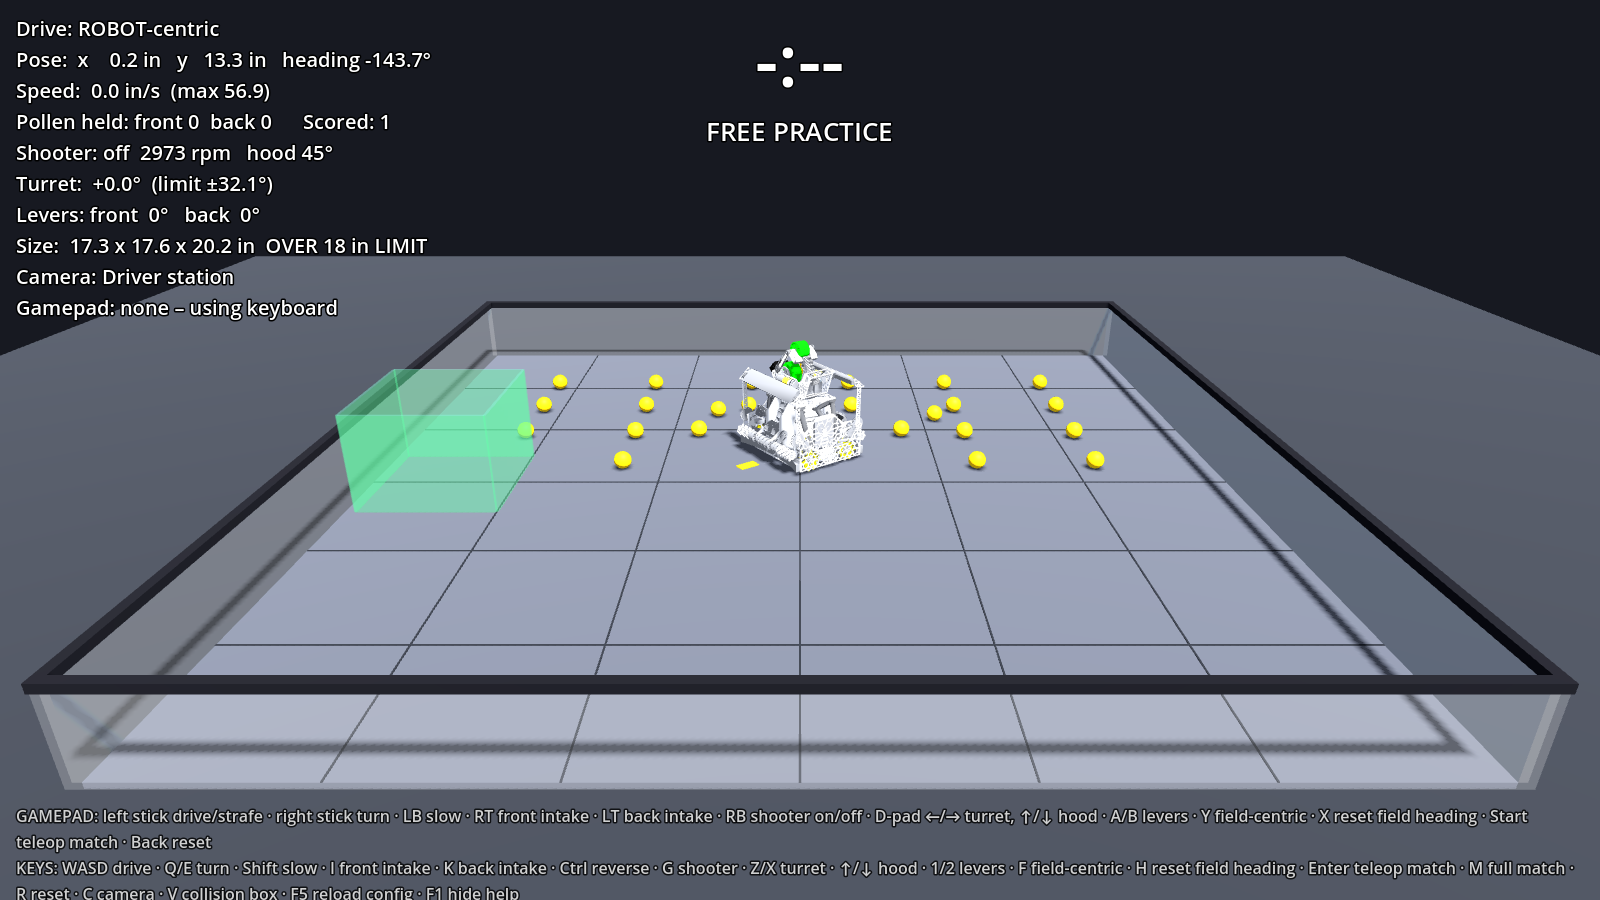 Drive: ROBOT-centric
Pose: x 0.2 in y 13.3 in heading -143.7°
Speed: 0.0 in/s (max 56.9)
Pollen held: front 0 back 0 Scored: 1
Shooter: off 2973 rpm hood 45°
Turret: +0.0° (limit ±32.1°)
Levers: front 0° back 0°
Size: 17.3 x 17.6 x 20.2 in OVER 18 in LIMIT
Camera: Driver station
Gamepad: none – using keyboard
-:--
FREE PRACTICE
GAMEPAD: left stick drive/strafe · right stick turn · LB slow · RT front intake · LT back intake · RB shooter on/off · D-pad ←/→ turret, ↑/↓ hood · A/B levers · Y field-centric · X reset field heading · Start
teleop match · Back reset
KEYS: WASD drive · Q/E turn · Shift slow · I front intake · K back intake · Ctrl reverse · G shooter · Z/X turret · ↑/↓ hood · 1/2 levers · F field-centric · H reset field heading · Enter teleop match · M full match ·
R reset · C camera · V collision box · F5 reload config · F1 hide help